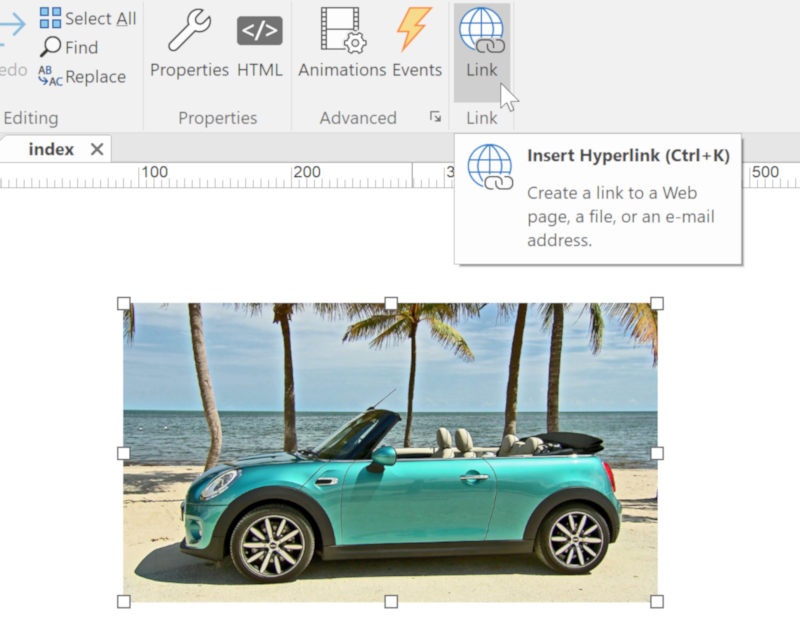 Select All
edo
Find
AB
AC
Replace
Properties
HTML
Animations
Events
Link
Editing
Properties
Advanced
Link
index
100
200
3
500
Insert Hyperlink (Ctrl+K)
Create a link to a Web
page, a file, or an e-mail
address.